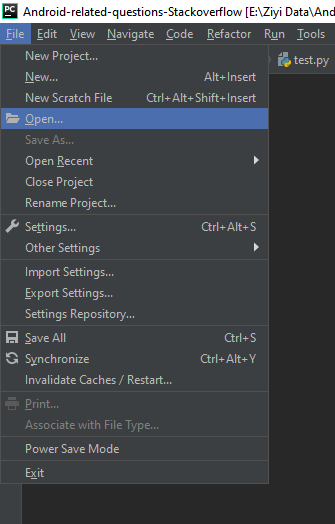 PC Android-related-questions-Stackoverflow [E:\Ziyi Data\And
File Edit View Navigate Code Refactor Run Tools
New Project...
test.py
New... Alt+Insert
New Scratch File Ctrl+Alt+Shift+Insert
Open...
Save As...
Open Recent
Close Project
Rename Project...
Settings... Ctrl+Alt+S
Other Settings
Import Settings...
Export Settings...
Settings Repository...
Save All Ctrl+S
Synchronize Ctrl+Alt+Y
Invalidate Caches / Restart...
Print...
Associate with File Type...
Power Save Mode
Exit